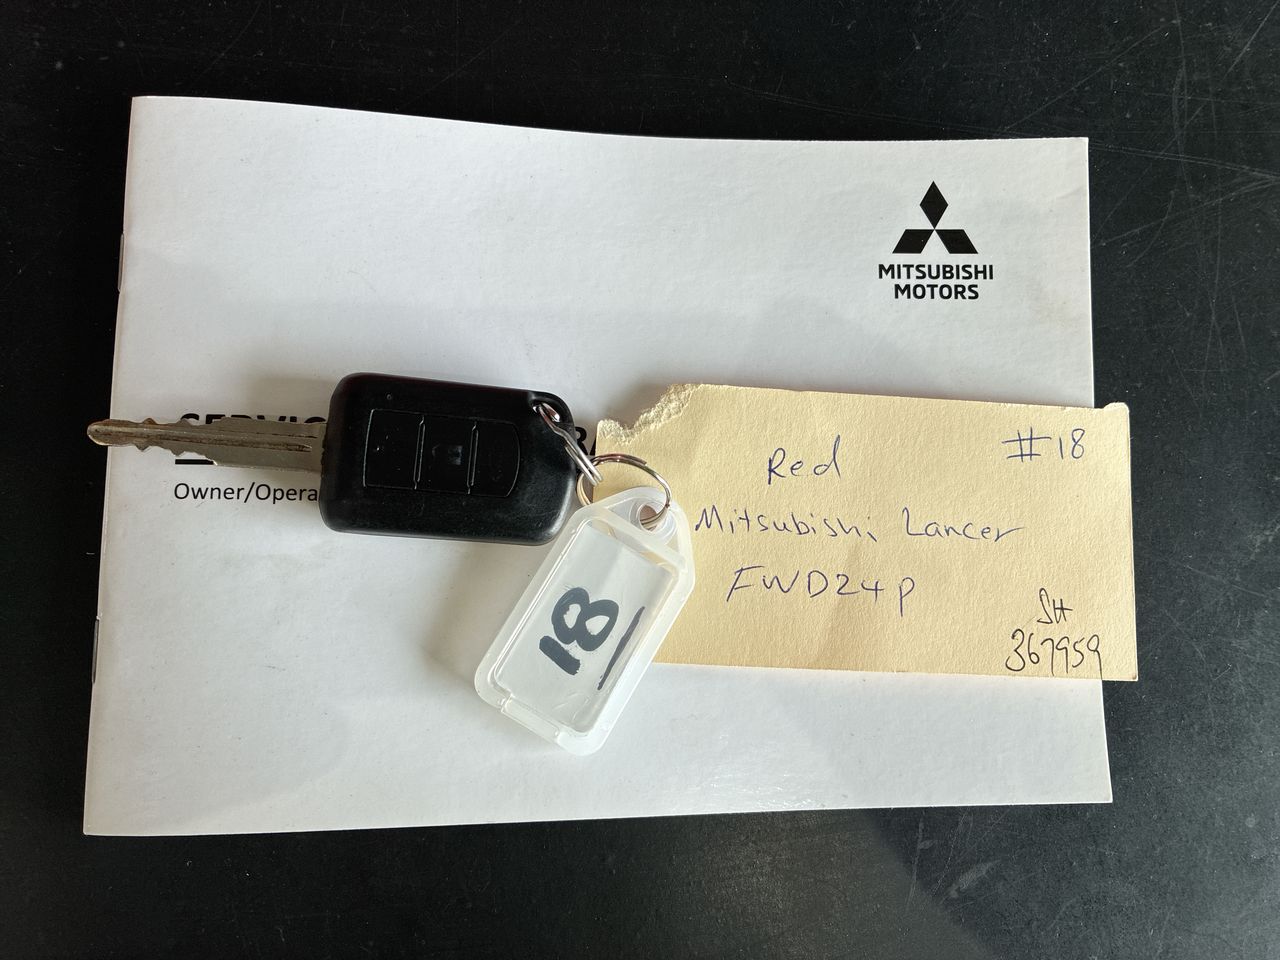 MITSUBISHI
MOTORS
Owner/Opera
Red
#18
Mitsubishi Lancer
FWD24P
SH
367959
18